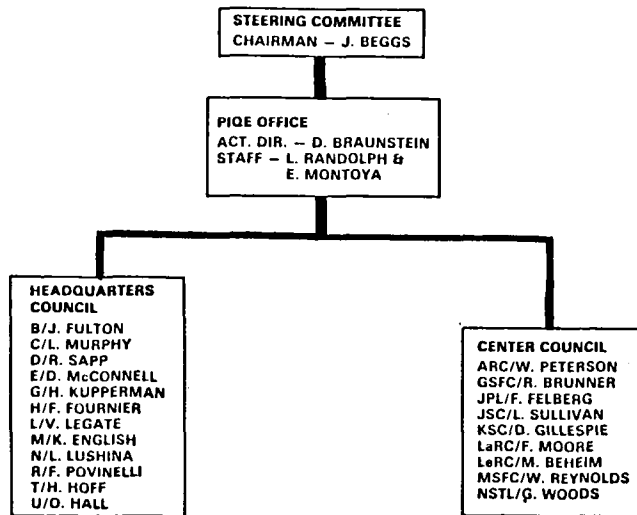 STEERING COMMITTEE
CHAIRMAN – J. BEGGS
PIQE OFFICE
ACT. DIR. – D. BRAUNSTEIN
STAFF – L. RANDOLPH &
E. MONTOYA
HEADQUARTERS
COUNCIL
B/J. FULTON
C/L. MURPHY
D/R. SAPP
E/D. McCONNELL
G/H. KUPPERMAN
H/F. FOURNIER
L/V. LEGATE
M/K. ENGLISH
N/L. LUSHINA
R/F. POVINELLI
T/H. HOFF
U/O. HALL
CENTER COUNCIL
ARC/W. PETERSON
GSFC/R. BRUNNER
JPL/F. FELBERG
JSC/L. SULLIVAN
KSC/D. GILLESPIE
LaRC/F. MOORE
LeRC/M. BEHEIM
MSFC/W. REYNOLDS
NSTL/G. WOODS